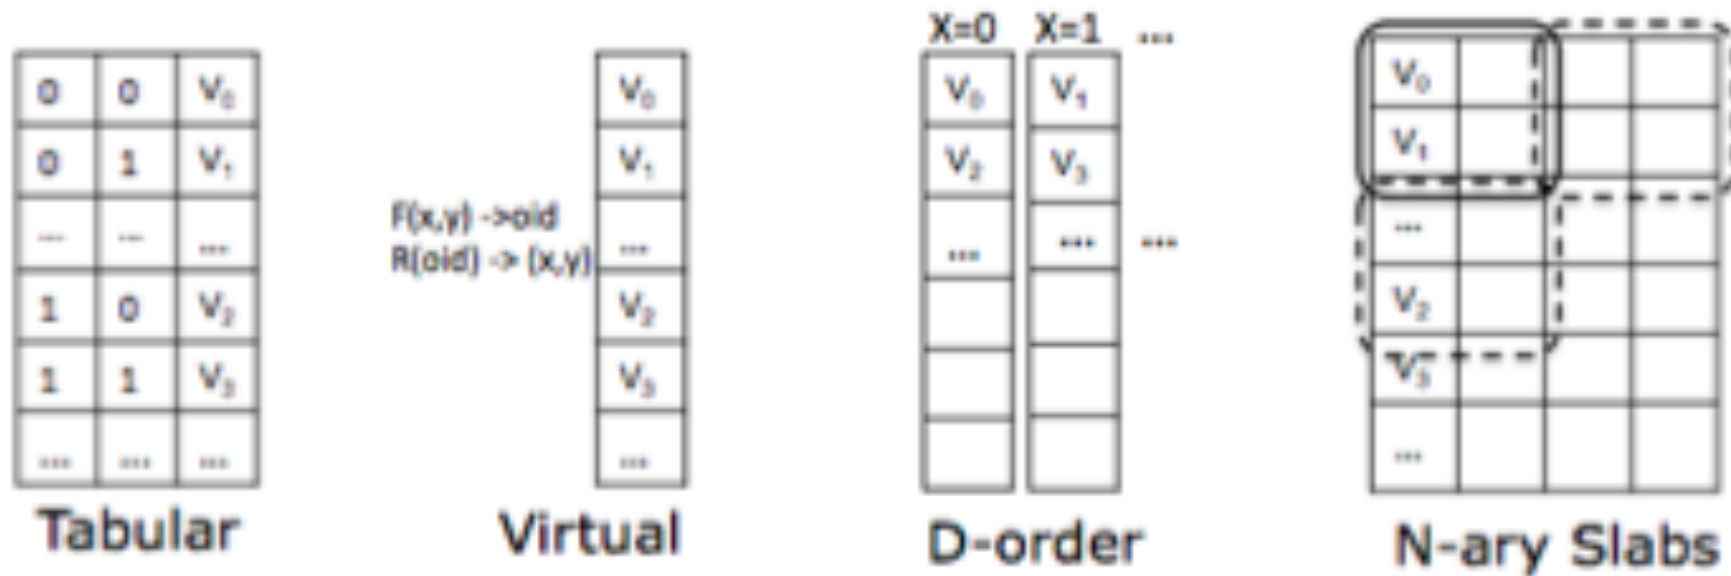 0 0 V₀
0 1 V₁
... ... ...
1 0 V₂
1 1 V₃
... ... ...
Tabular
F(x,y) ->oid
R(oid) -> (x,y)
V₀
V₁
...
V₂
V₃
...
Virtual
X=0 X=1 ...
V₀ V₁
V₂ V₃
... ... ...
D-order
V₀
V₁
...
V₂
V₃
...
N-ary Slabs